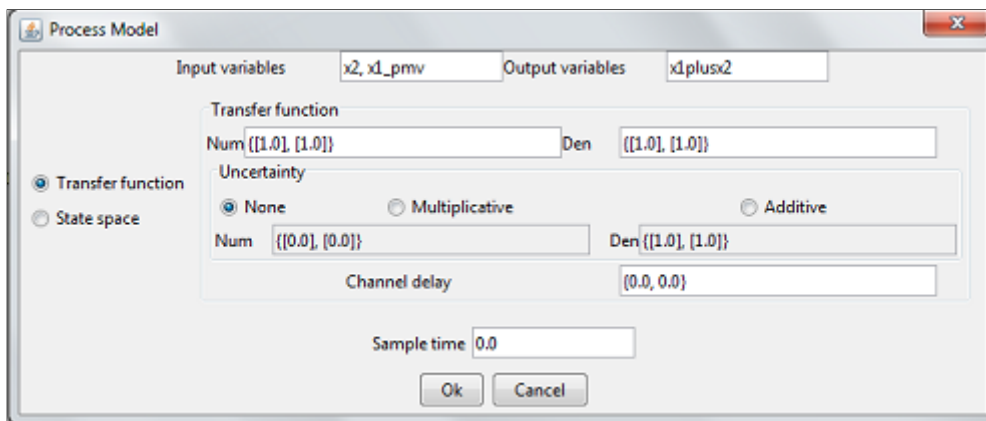 Process Model
Input variables x2, x1_pmv Output variables x1plusx2
Transfer function
Num {[1.0], [1.0]} Den {[1.0], [1.0]}
Uncertainty
Transfer function
None Multiplicative Additive
State space
Num {[0.0], [0.0]} Den {[1.0], [1.0]}
Channel delay {0.0, 0.0}
Sample time 0.0
Ok Cancel